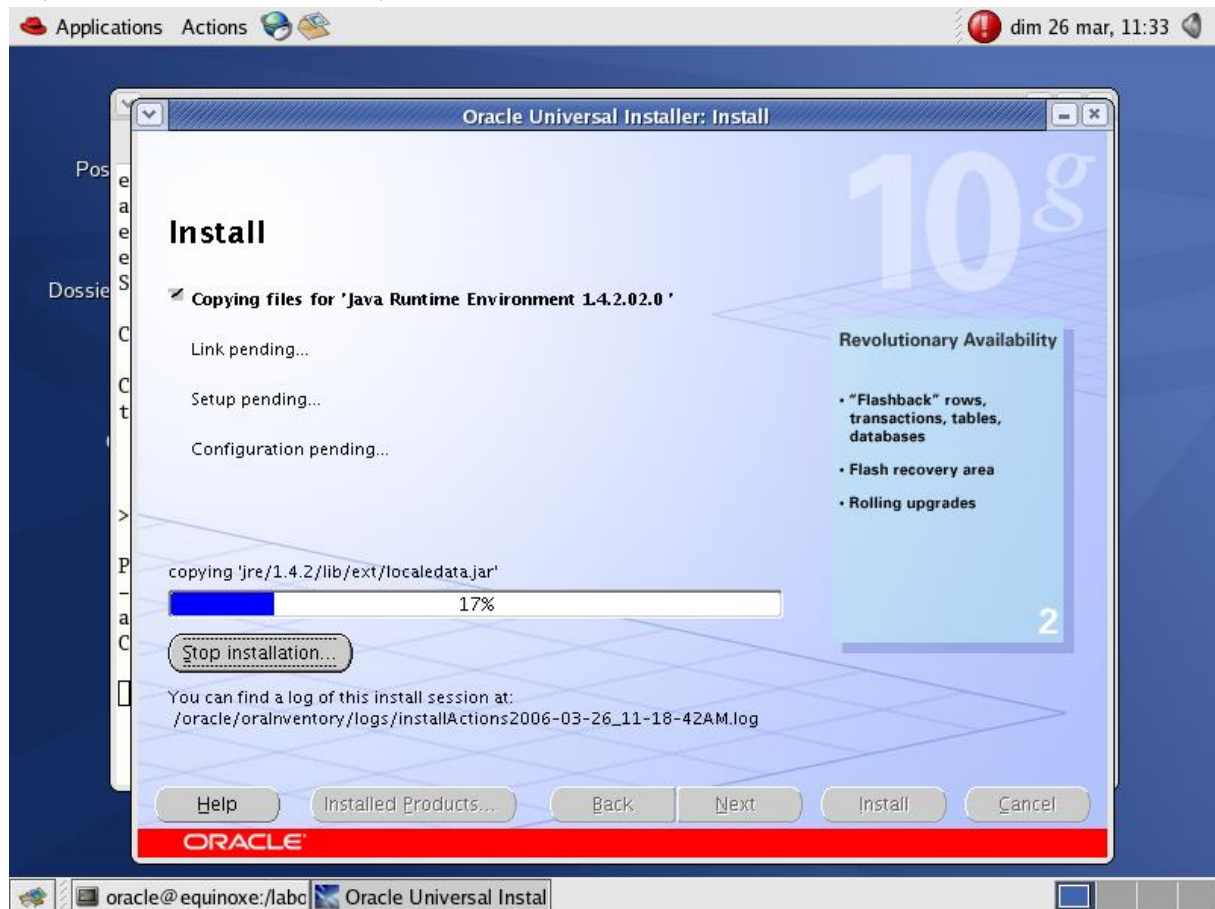 Applications Actions dim 26 mar, 11:33
Oracle Universal Installer: Install
Pos
Dossie
e
a
e
e
S
C
C
t
>
P
-
a
C
10g
Install
Copying files for 'Java Runtime Environment 1.4.2.02.0 '
Link pending...
Setup pending...
Configuration pending...
Revolutionary Availability
• "Flashback" rows,
transactions, tables,
databases
• Flash recovery area
• Rolling upgrades
2
copying 'jre/1.4.2/lib/ext/localedata.jar'
17%
Stop installation...
You can find a log of this install session at:
/oracle/oraInventory/logs/installActions2006-03-26_11-18-42AM.log
Help Installed Products... Back Next Install Cancel
ORACLE
oracle@equinoxe:/labo Oracle Universal Instal